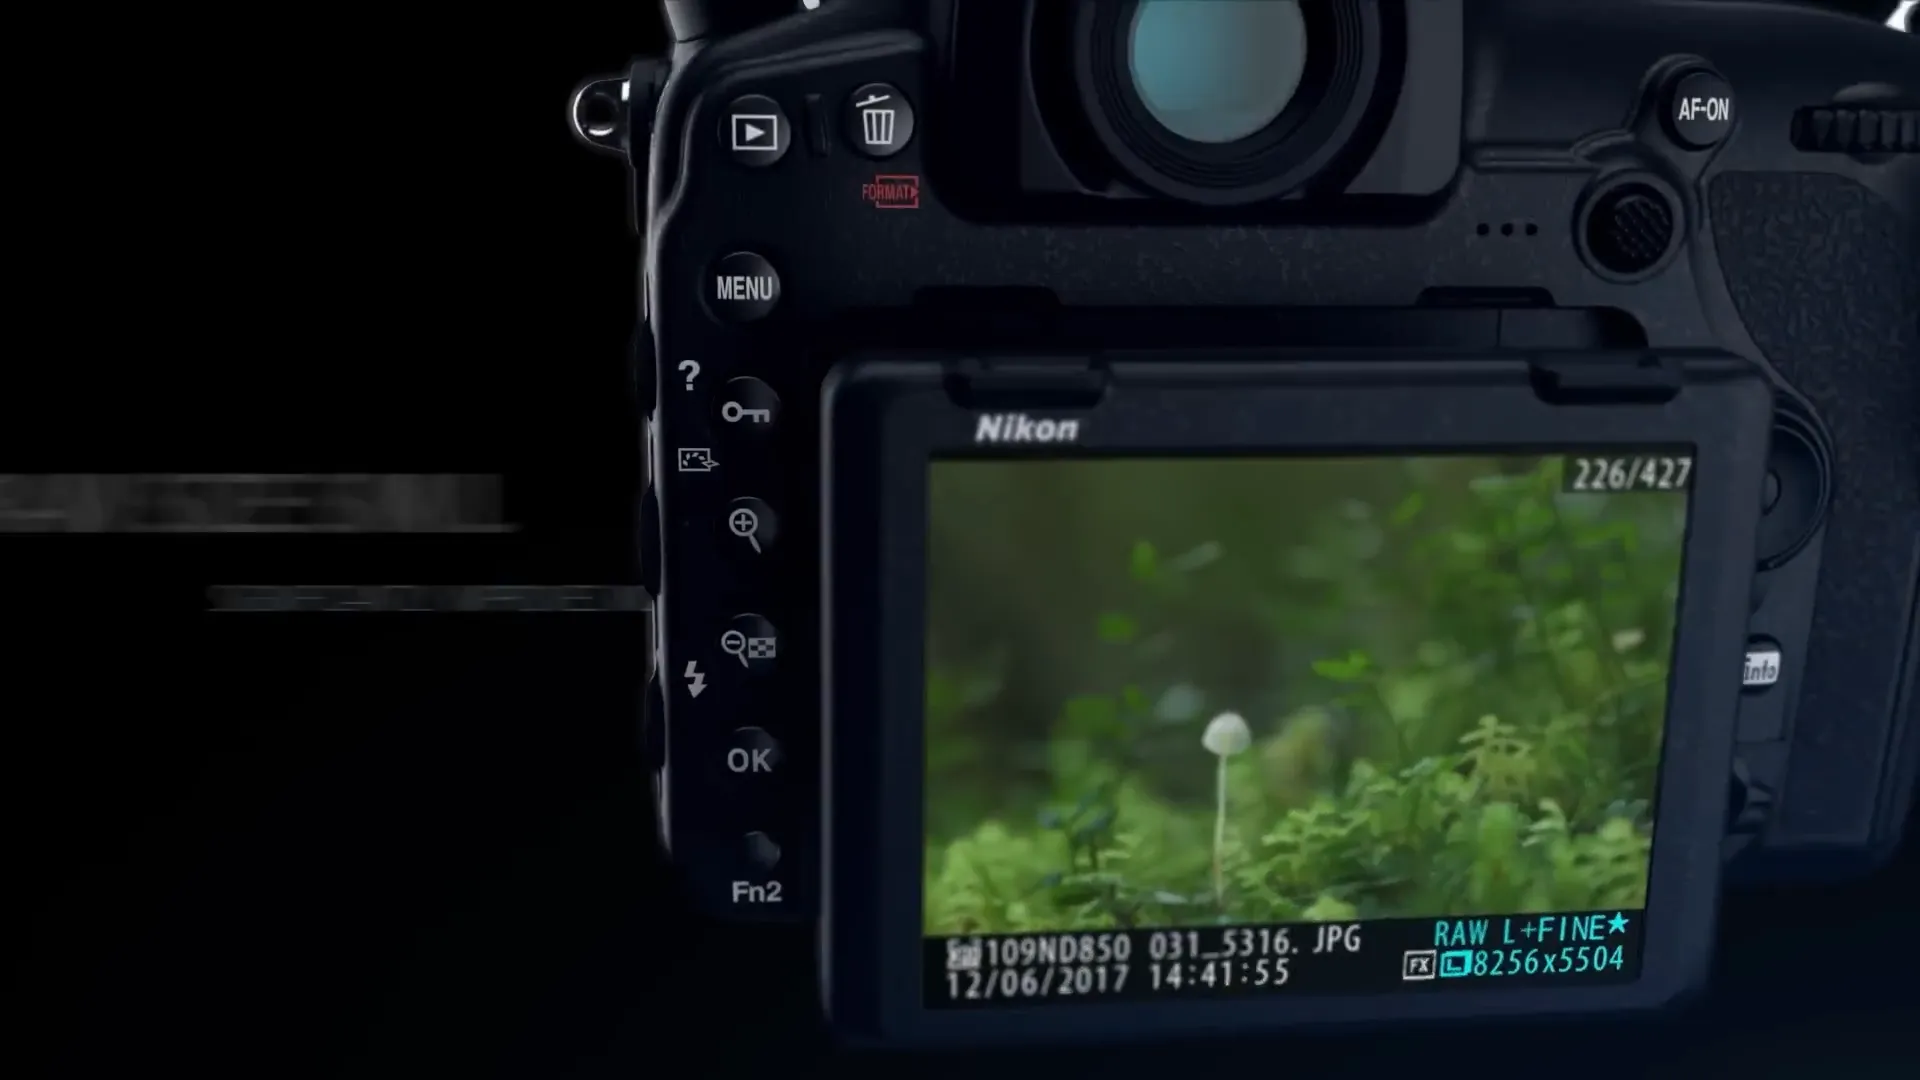 AF-ON
FORMAT
MENU
?
Nikon
226/427
info
OK
Fn2
109ND850 031_5316. JPG
RAW L+FINE★
12/06/2017 14:41:55
FX L 8256x5504